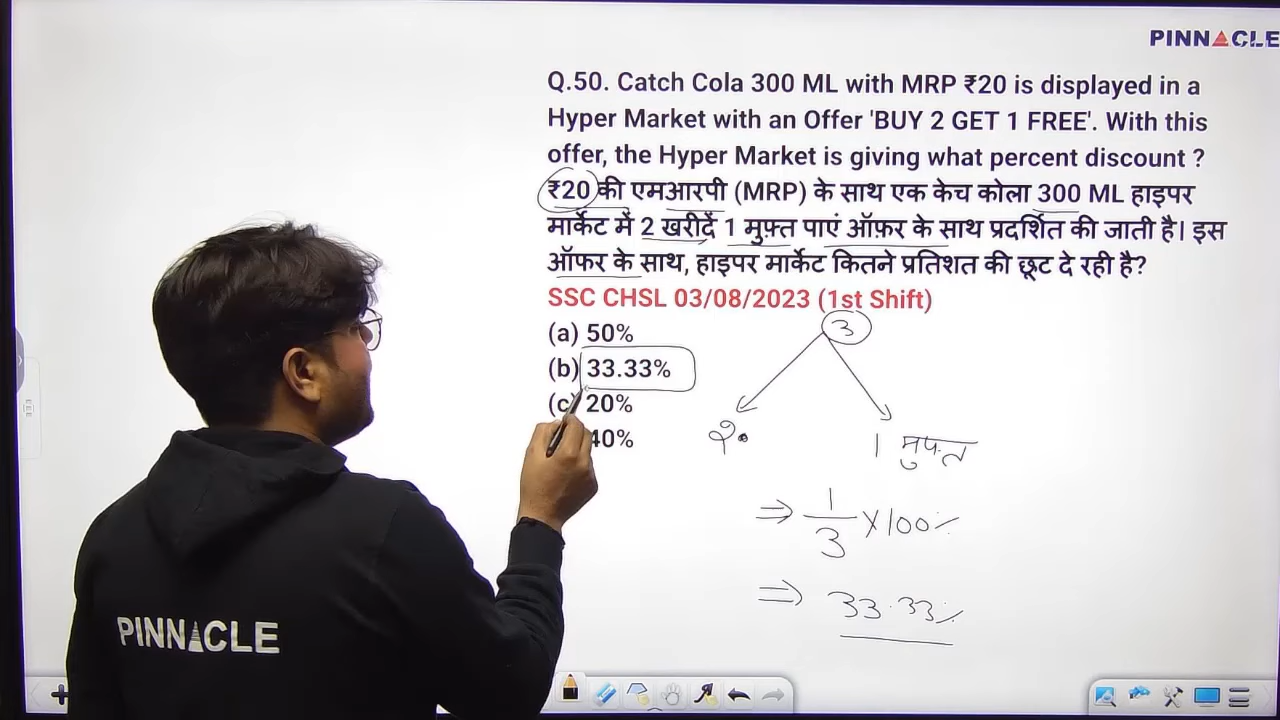 PINNACLE
Q.50. Catch Cola 300 ML with MRP ₹20 is displayed in a
Hyper Market with an Offer 'BUY 2 GET 1 FREE'. With this
offer, the Hyper Market is giving what percent discount ?
₹20 की एमआरपी (MRP) के साथ एक केच कोला 300 ML हाइपर
मार्केट में 2 खरीदें 1 मुफ़्त पाएं ऑफ़र के साथ प्रदर्शित की जाती है। इस
ऑफर के साथ, हाइपर मार्केट कितने प्रतिशत की छूट दे रही है?
SSC CHSL 03/08/2023 (1st Shift)
(a) 50%
(b) 33.33%
(c) 20%
40%
3
2
1 मुफ्त
⇒ 1/3 × 100%
⇒ 33.33%
PINNACLE